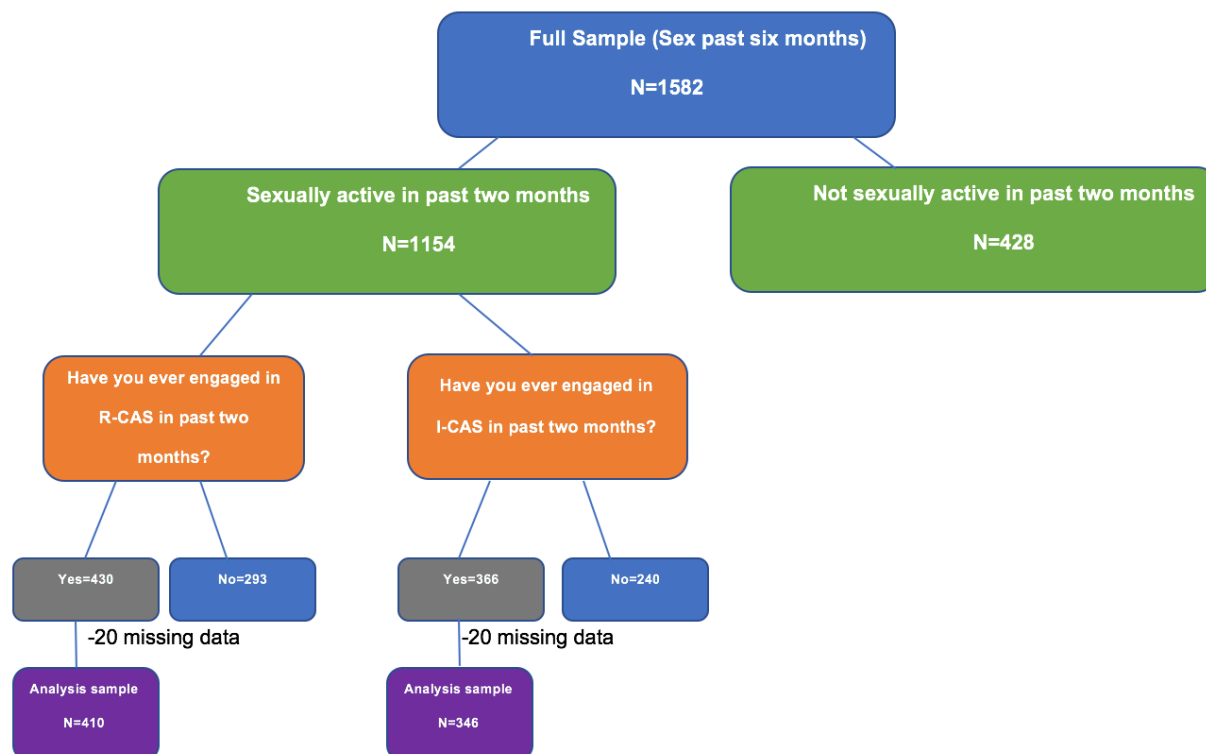 Full Sample (Sex past six months)
N=1582
Sexually active in past two months
N=1154
Not sexually active in past two months
N=428
Have you ever engaged in
R-CAS in past two
months?
Have you ever engaged in
I-CAS in past two months?
Yes=430
No=293
Yes=366
No=240
-20 missing data
-20 missing data
Analysis sample
N=410
Analysis sample
N=346